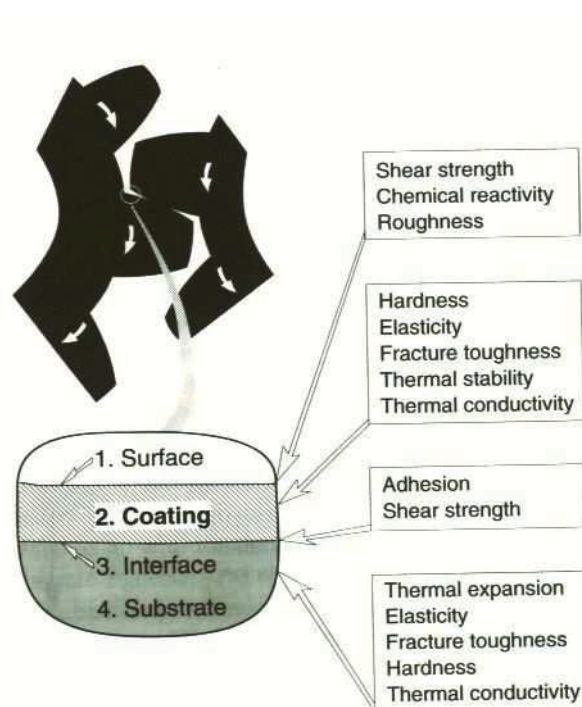 Shear strength
Chemical reactivity
Roughness
Hardness
Elasticity
Fracture toughness
Thermal stability
Thermal conductivity
1. Surface
2. Coating
3. Interface
4. Substrate
Adhesion
Shear strength
Thermal expansion
Elasticity
Fracture toughness
Hardness
Thermal conductivity